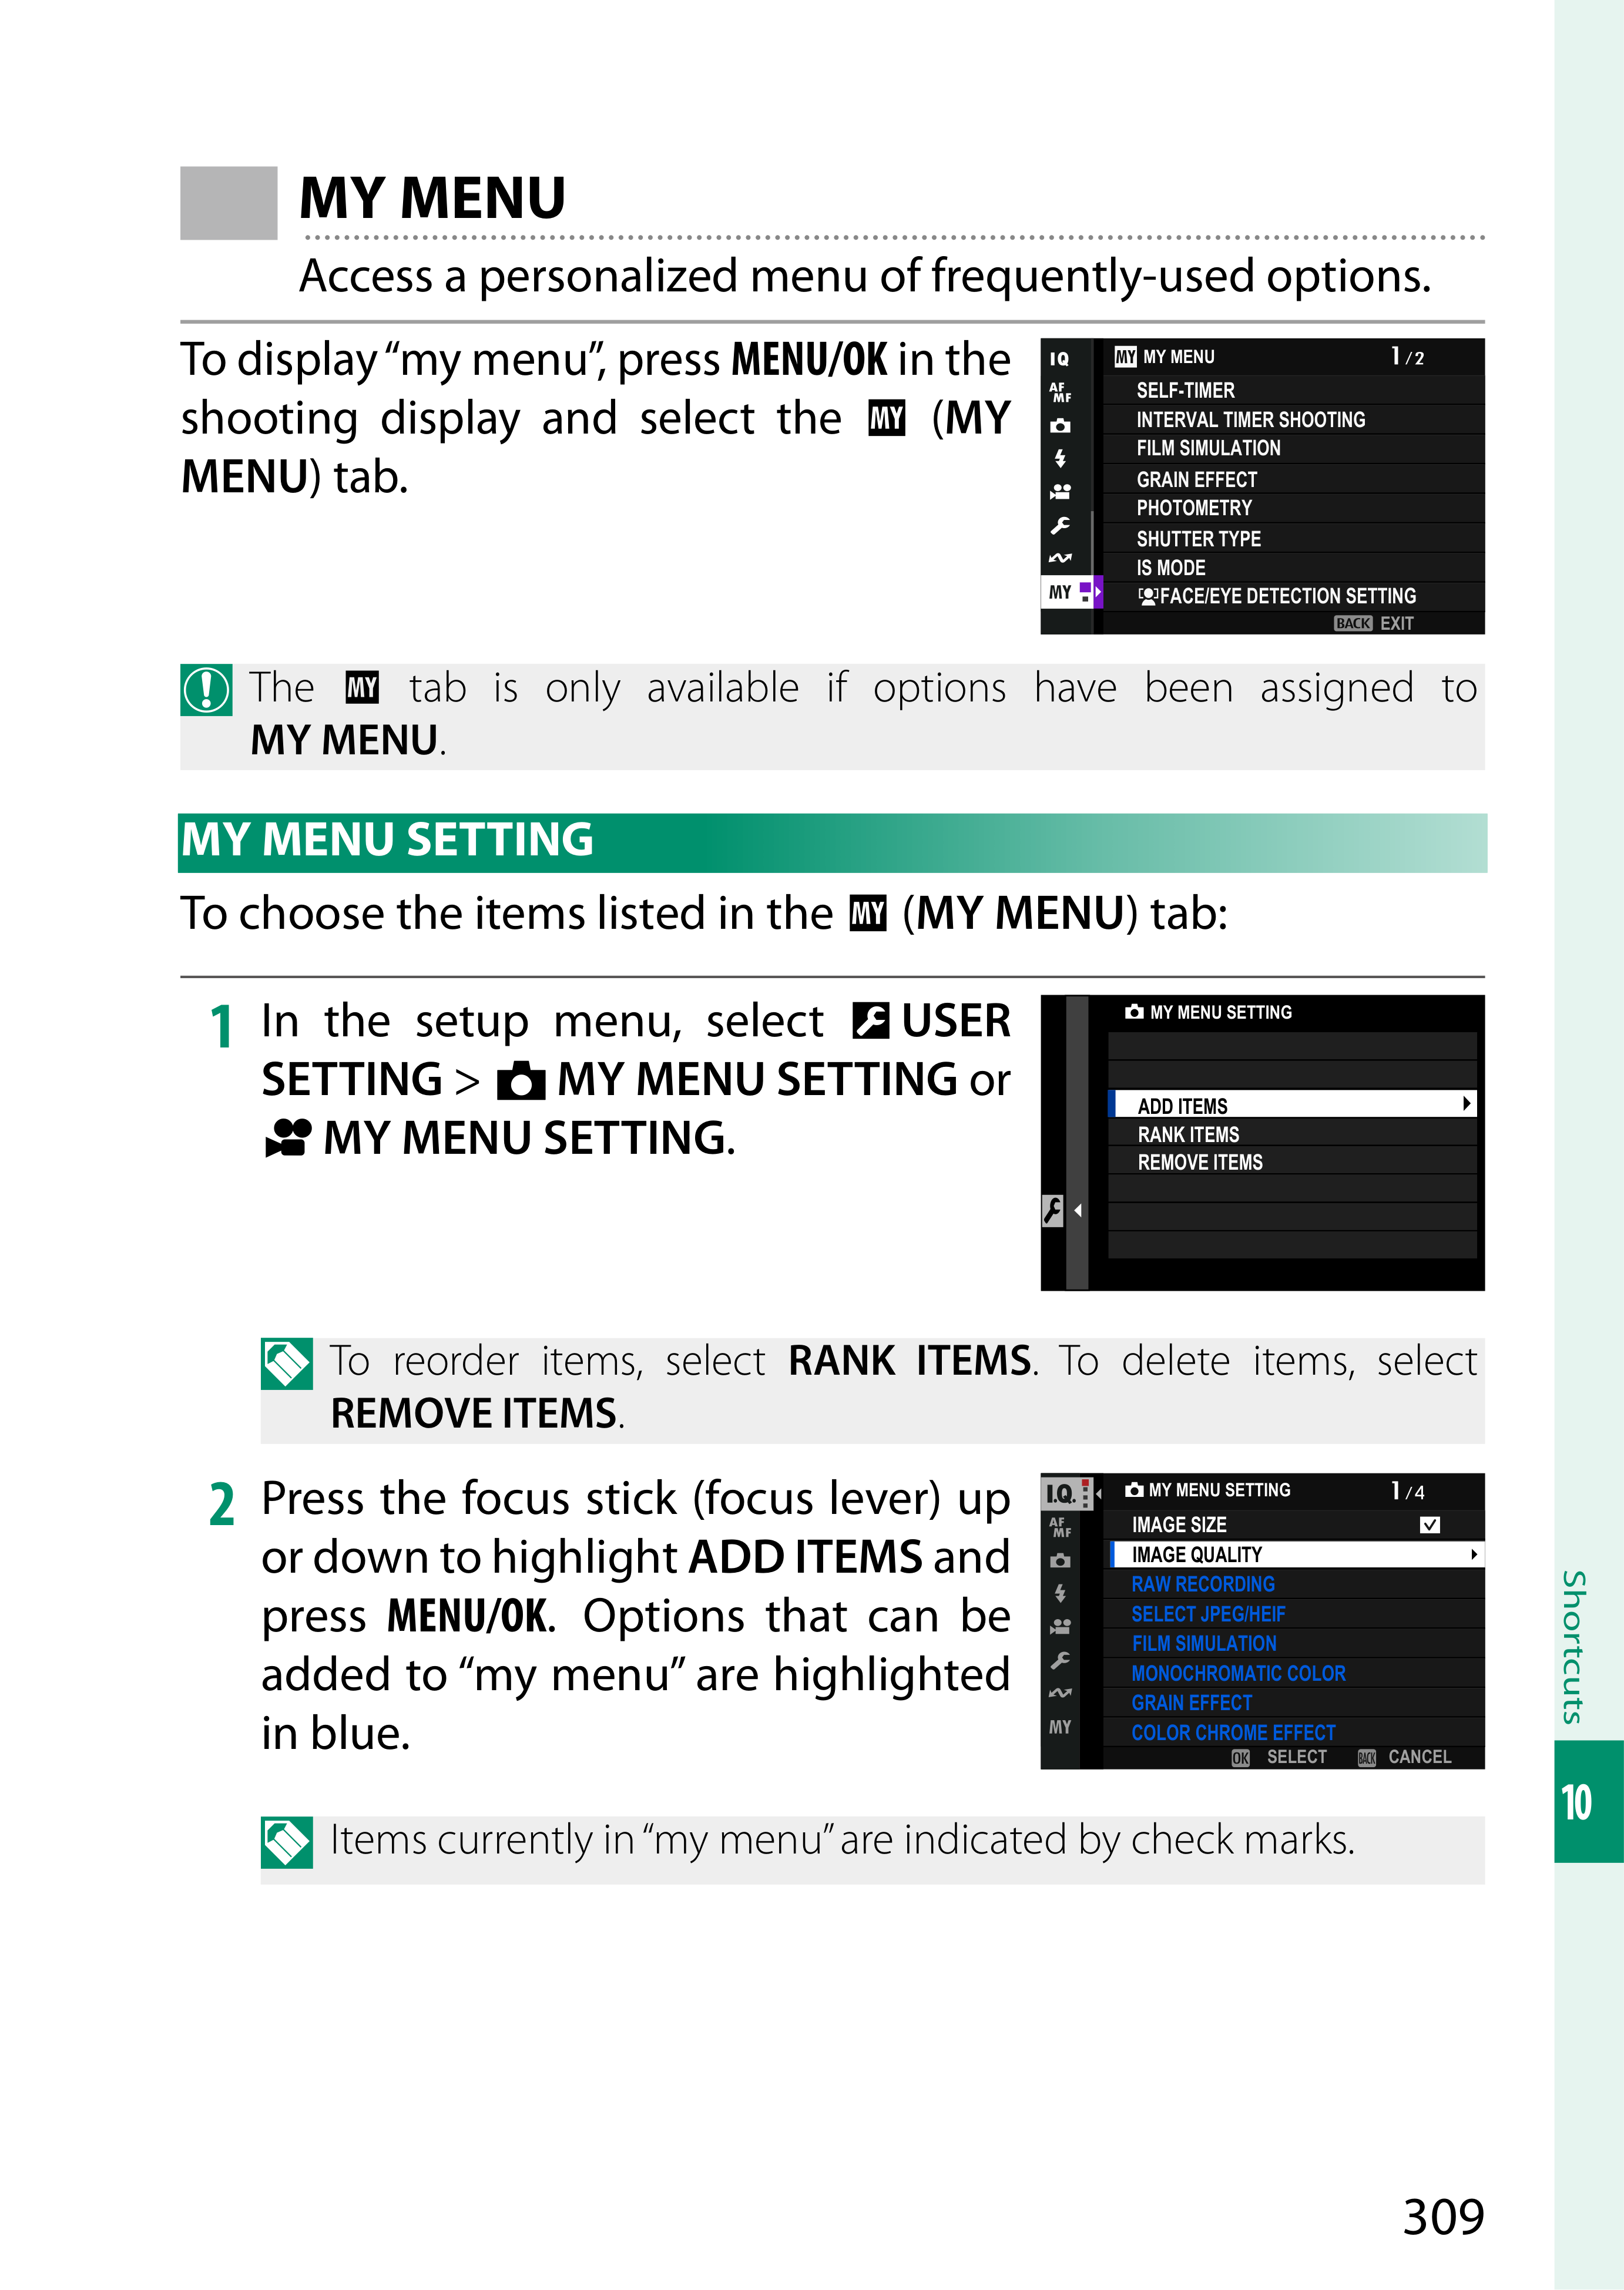 MY MENU
Access a personalized menu of frequently-used options.
To display “my menu”, press MENU/OK in the
shooting display and select the MY (MY
MENU) tab.
IQ
AF
MF
MY
MY MY MENU 1/2
SELF-TIMER
INTERVAL TIMER SHOOTING
FILM SIMULATION
GRAIN EFFECT
PHOTOMETRY
SHUTTER TYPE
IS MODE
FACE/EYE DETECTION SETTING
BACK EXIT
The MY tab is only available if options have been assigned to
MY MENU.
MY MENU SETTING
To choose the items listed in the MY (MY MENU) tab:
1 In the setup menu, select USER
SETTING > MY MENU SETTING or
MY MENU SETTING.
MY MENU SETTING
ADD ITEMS
RANK ITEMS
REMOVE ITEMS
To reorder items, select RANK ITEMS. To delete items, select
REMOVE ITEMS.
2 Press the focus stick (focus lever) up
or down to highlight ADD ITEMS and
press MENU/OK. Options that can be
added to “my menu” are highlighted
in blue.
I.Q.
AF
MF
MY
MY MENU SETTING 1/4
IMAGE SIZE
IMAGE QUALITY
RAW RECORDING
SELECT JPEG/HEIF
FILM SIMULATION
MONOCHROMATIC COLOR
GRAIN EFFECT
COLOR CHROME EFFECT
OK SELECT BACK CANCEL
Items currently in “my menu” are indicated by check marks.
Shortcuts
10
309